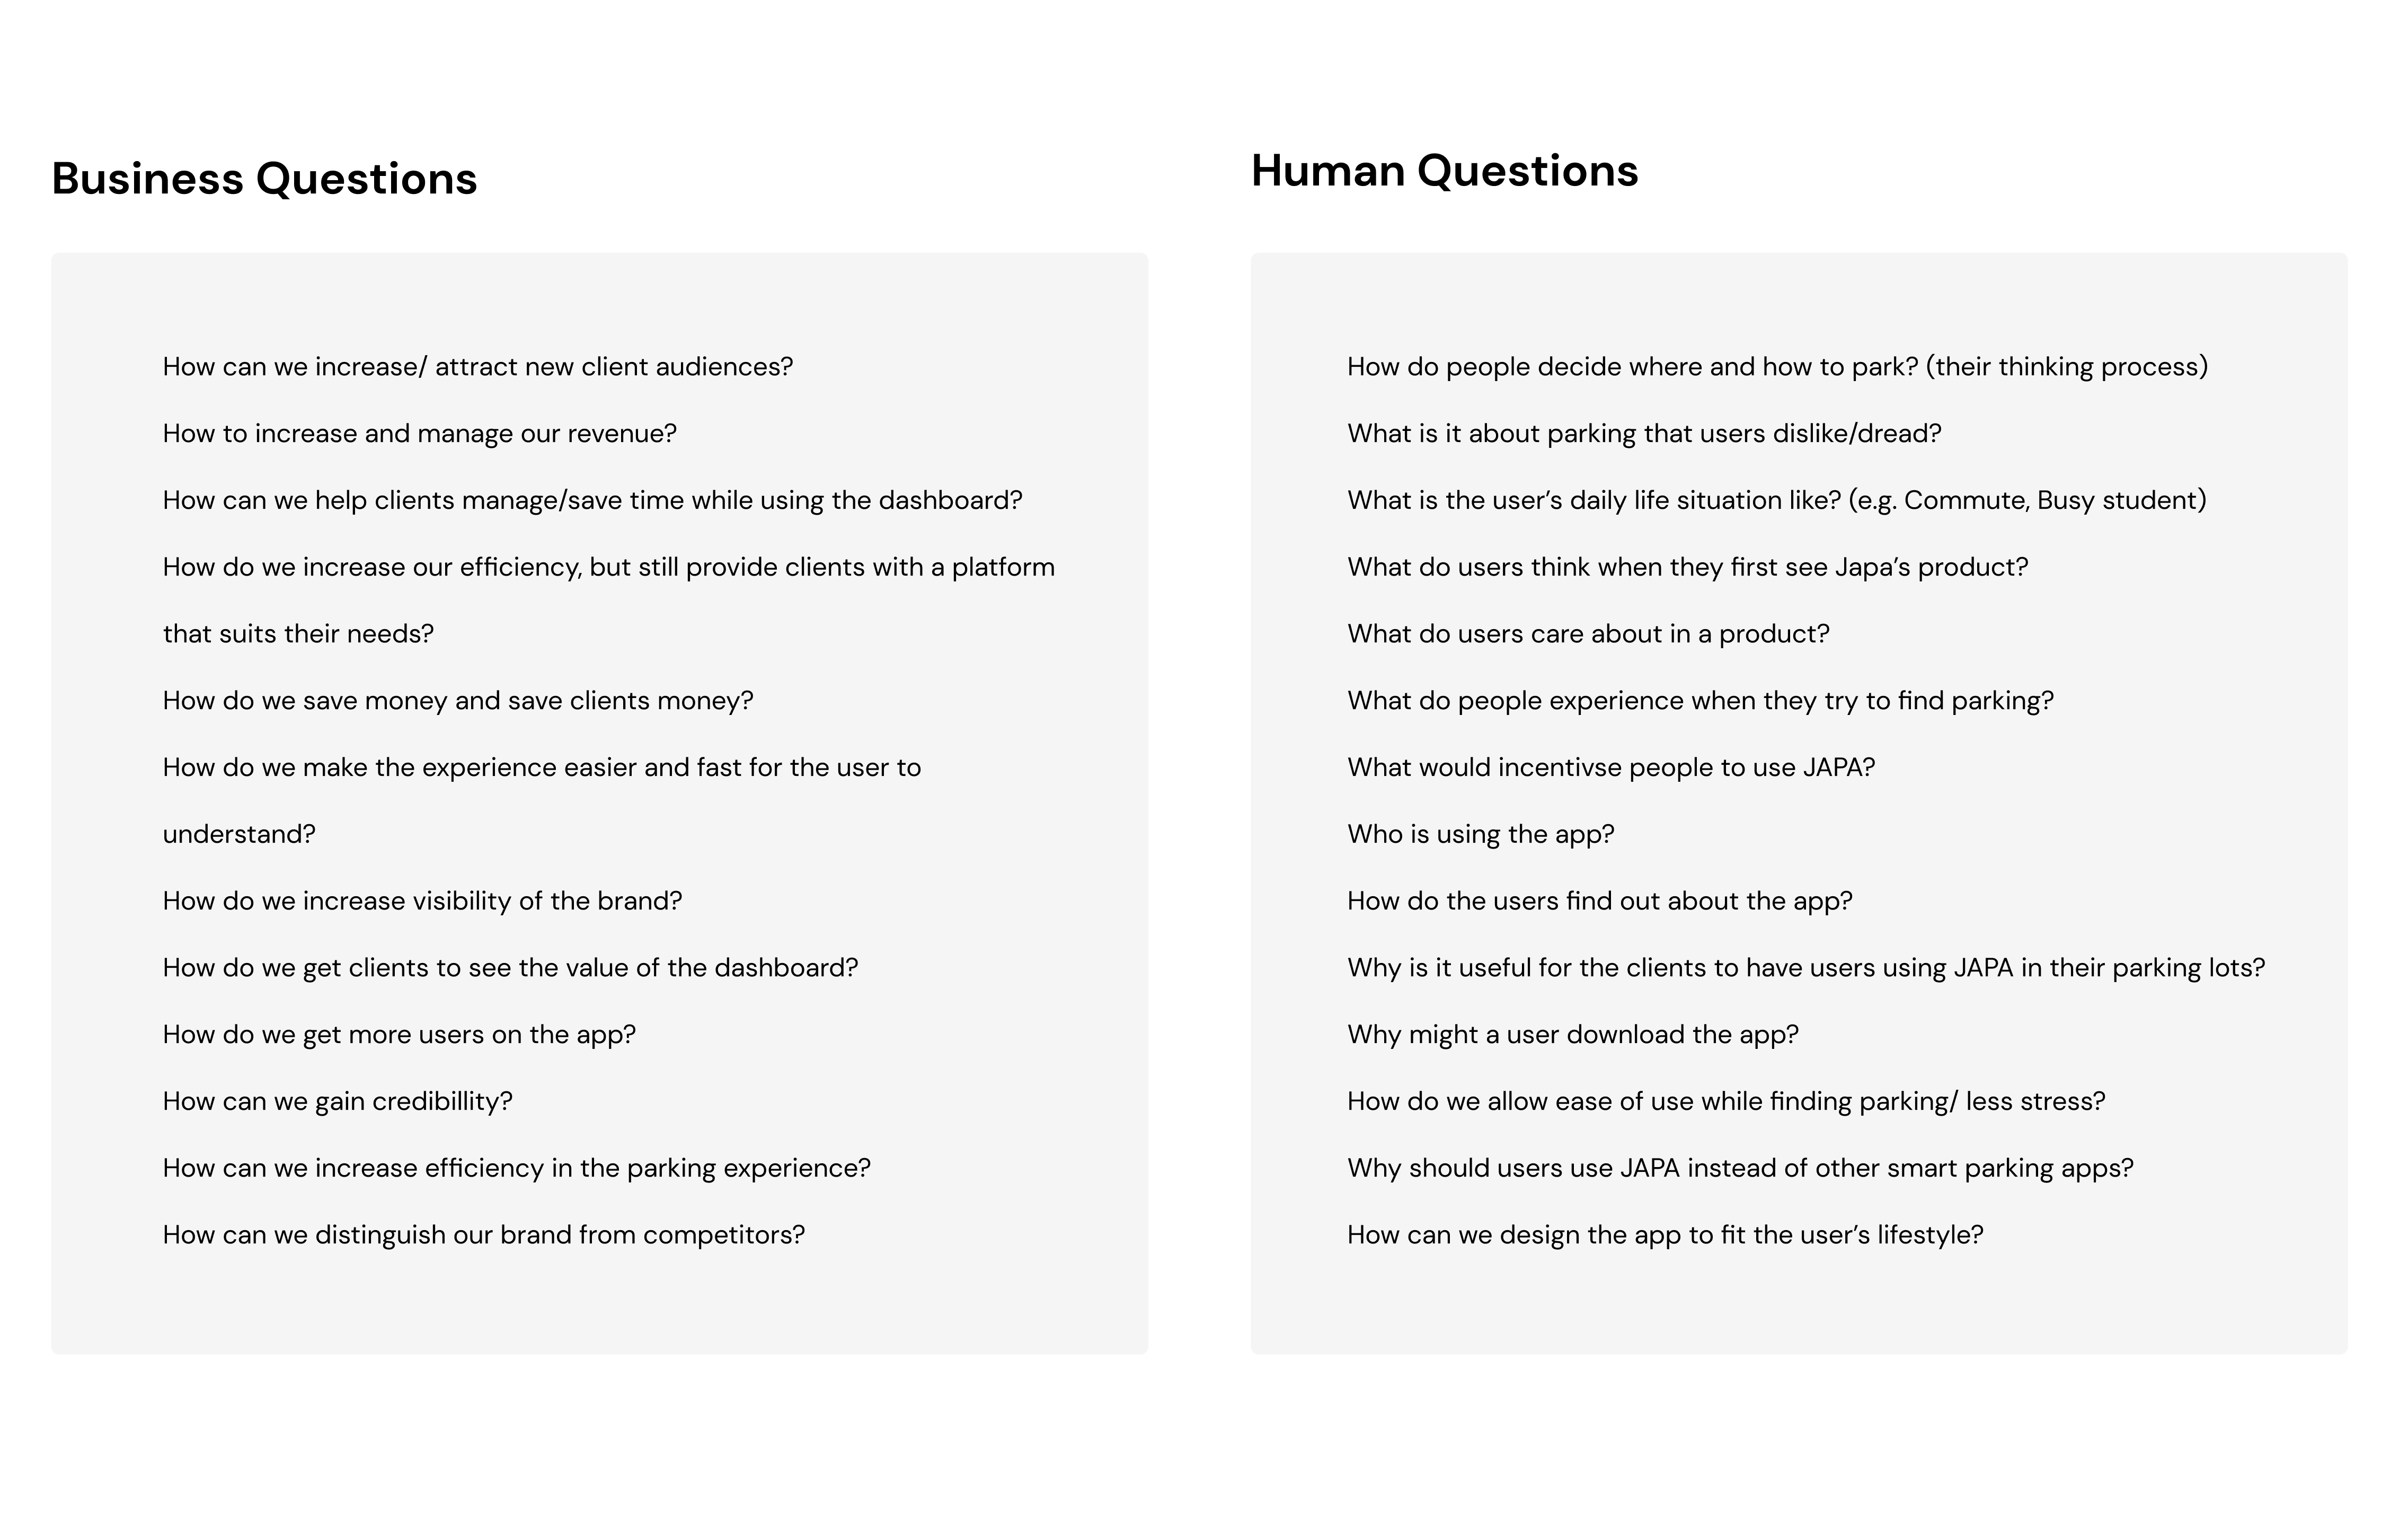 Business Questions
How can we increase/ attract new client audiences?
How to increase and manage our revenue?
How can we help clients manage/save time while using the dashboard?
How do we increase our efficiency, but still provide clients with a platform
that suits their needs?
How do we save money and save clients money?
How do we make the experience easier and fast for the user to
understand?
How do we increase visibility of the brand?
How do we get clients to see the value of the dashboard?
How do we get more users on the app?
How can we gain credibillity?
How can we increase efficiency in the parking experience?
How can we distinguish our brand from competitors?
Human Questions
How do people decide where and how to park? (their thinking process)
What is it about parking that users dislike/dread?
What is the user’s daily life situation like? (e.g. Commute, Busy student)
What do users think when they first see Japa’s product?
What do users care about in a product?
What do people experience when they try to find parking?
What would incentivse people to use JAPA?
Who is using the app?
How do the users find out about the app?
Why is it useful for the clients to have users using JAPA in their parking lots?
Why might a user download the app?
How do we allow ease of use while finding parking/ less stress?
Why should users use JAPA instead of other smart parking apps?
How can we design the app to fit the user’s lifestyle?